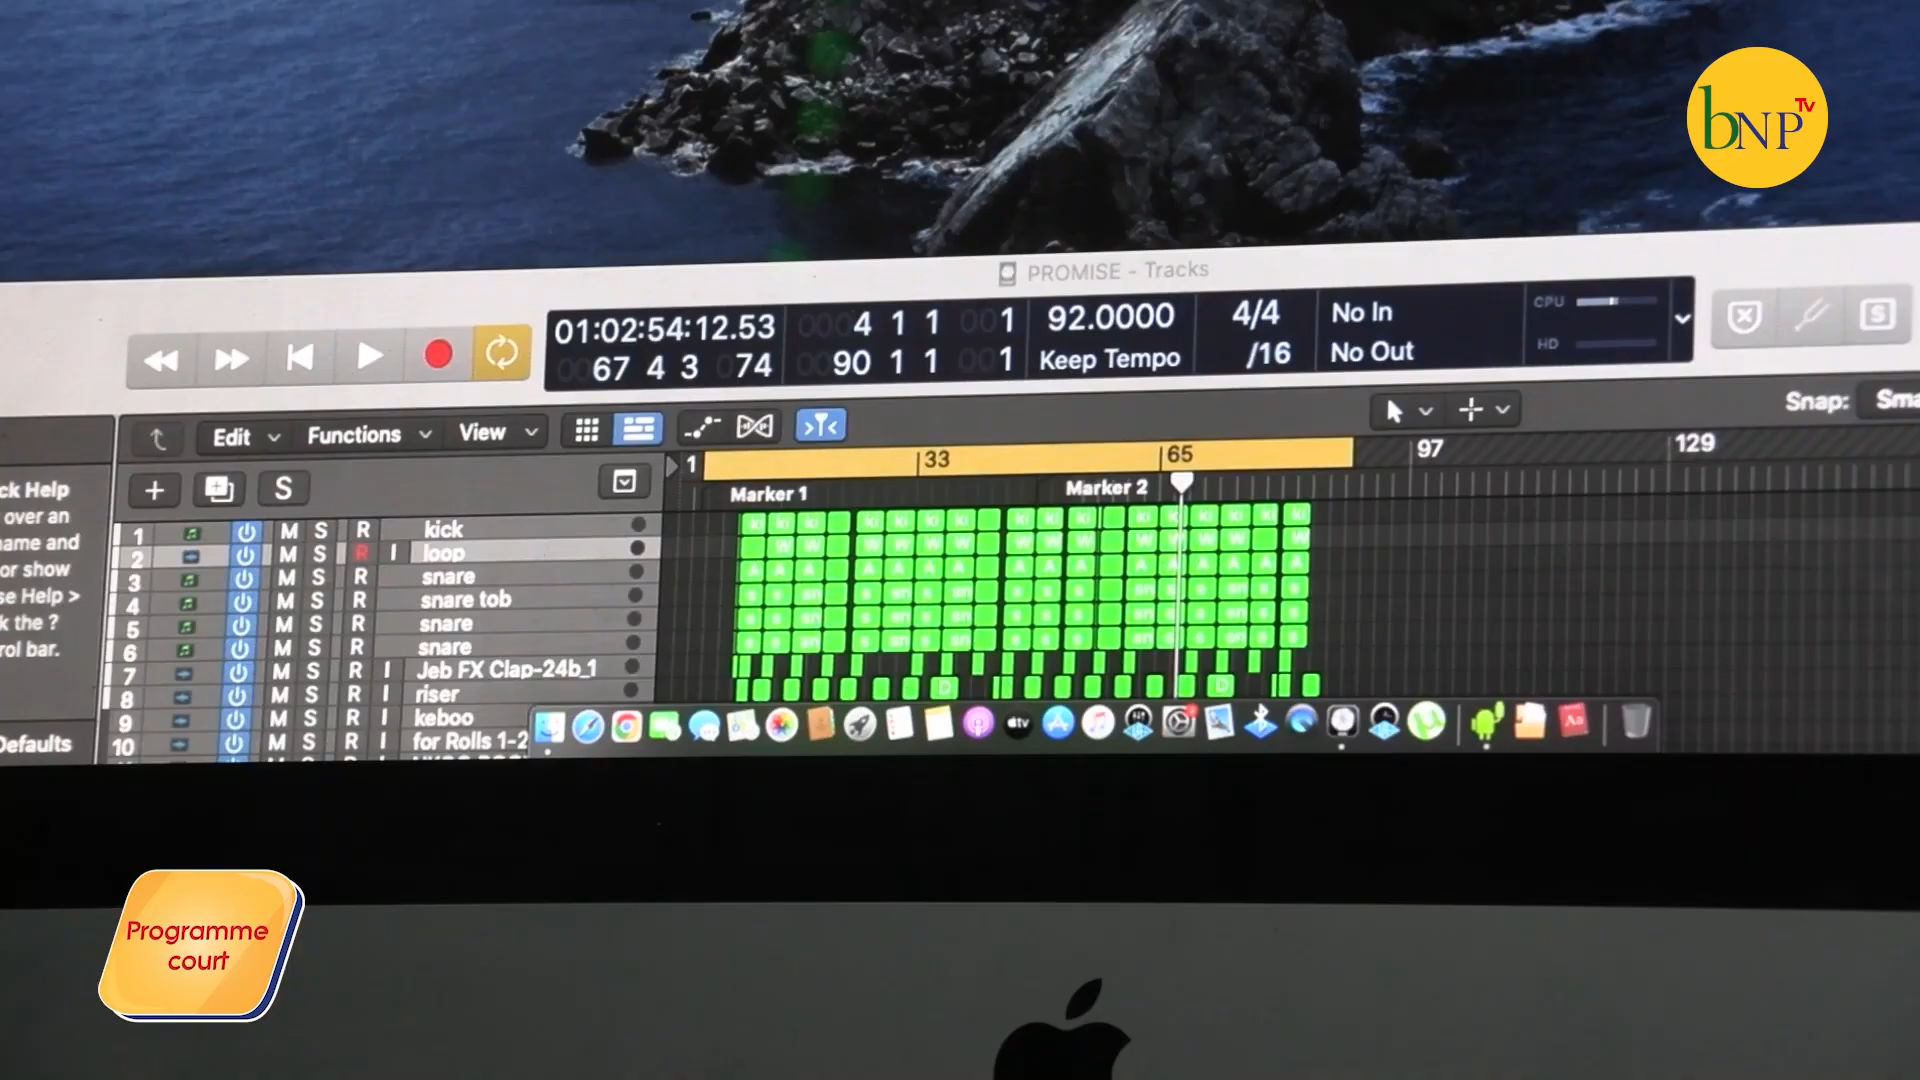 bNP Tv
PROMISE - Tracks
01:02:54:12.53
67 4 3 74
4 1 1 1
90 1 1 1
92.0000
Keep Tempo
4/4
/16
No In
No Out
CPU
HD
Edit Functions View
Snap: Sma
1 33 65 97 129
S
Marker 1 Marker 2
ck Help
over an
name and
or show
se Help >
k the ?
rol bar.
Defaults
1 M S R kick
2 M S R I loop
3 M S R snare
4 M S R snare tob
5 M S R snare
6 M S R snare
7 M S R I Jeb FX Clap-24b_1
8 M S R I riser
9 M S R I keboo
10 M S R I for Rolls 1-2
tv
Aa
Programme
court